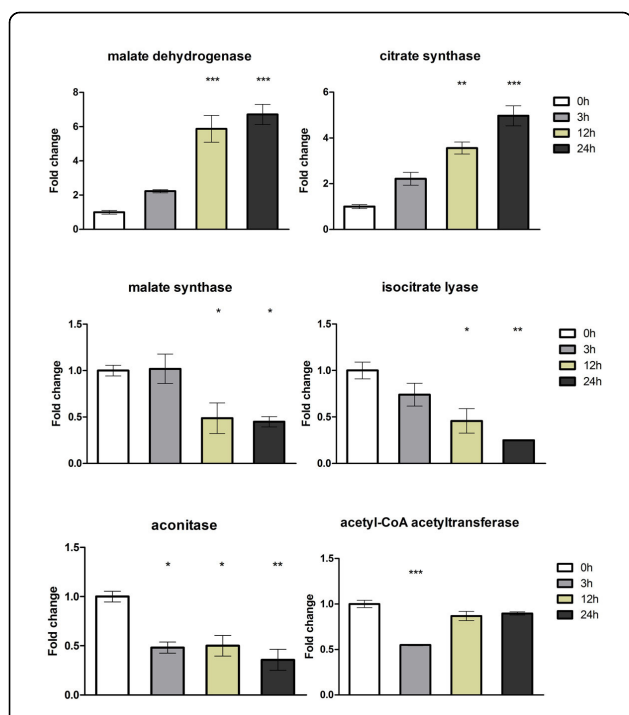 malate dehydrogenase
***
***
Fold change
8
6
4
2
0
citrate synthase
**
***
Fold change
6
4
2
0
0h
3h
12h
24h
malate synthase
*
*
Fold change
1.5
1.0
0.5
0.0
isocitrate lyase
*
**
Fold change
1.5
1.0
0.5
0.0
0h
3h
12h
24h
aconitase
*
*
**
Fold change
1.5
1.0
0.5
0.0
acetyl-CoA acetyltransferase
***
Fold change
1.5
1.0
0.5
0.0
0h
3h
12h
24h